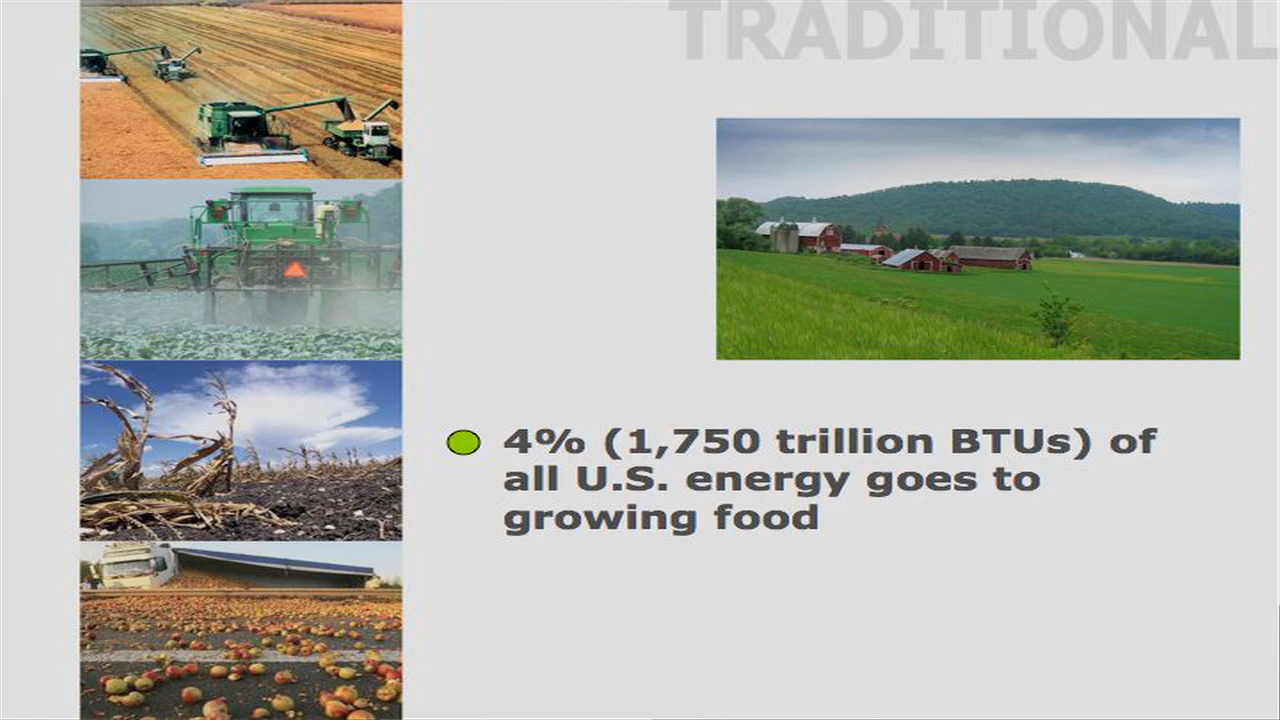 TRADITIONAL
4% (1,750 trillion BTUs) of
all U.S. energy goes to
growing food